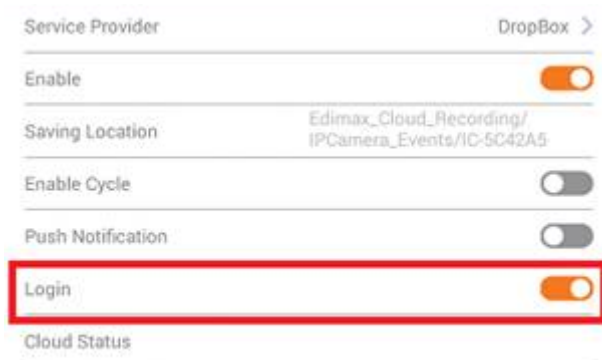 Service Provider DropBox >
Enable
Saving Location Edimax_Cloud_Recording/
IPCamera_Events/IC-5C42A5
Enable Cycle
Push Notification
Login
Cloud Status